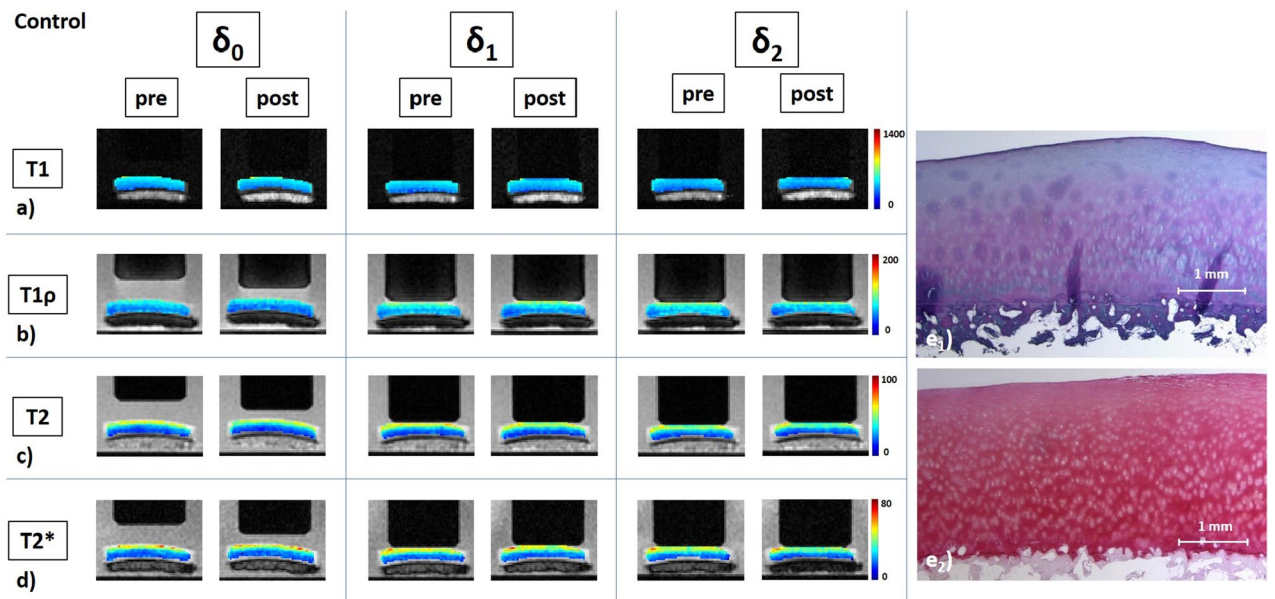 Control
δ0 δ1 δ2
pre post pre post pre post
T1
a)
1400
0
T1ρ
b)
200
0
T2
c)
100
0
T2*
d)
80
0
1 mm
e1)
1 mm
e2)